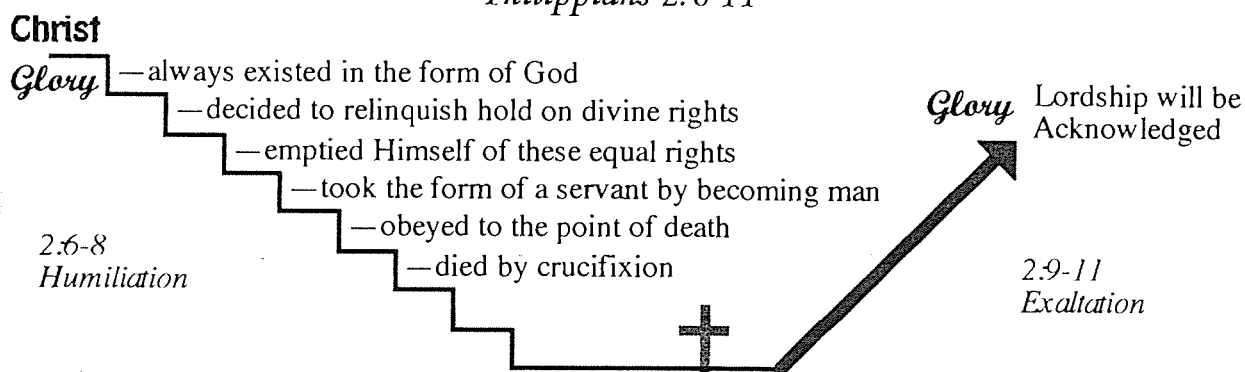 Philippians 2:6-11
Christ
Glory —always existed in the form of God
—decided to relinquish hold on divine rights
—emptied Himself of these equal rights
—took the form of a servant by becoming man
—obeyed to the point of death
—died by crucifixion
2:6-8
Humiliation
Glory Lordship will be
Acknowledged
2:9-11
Exaltation